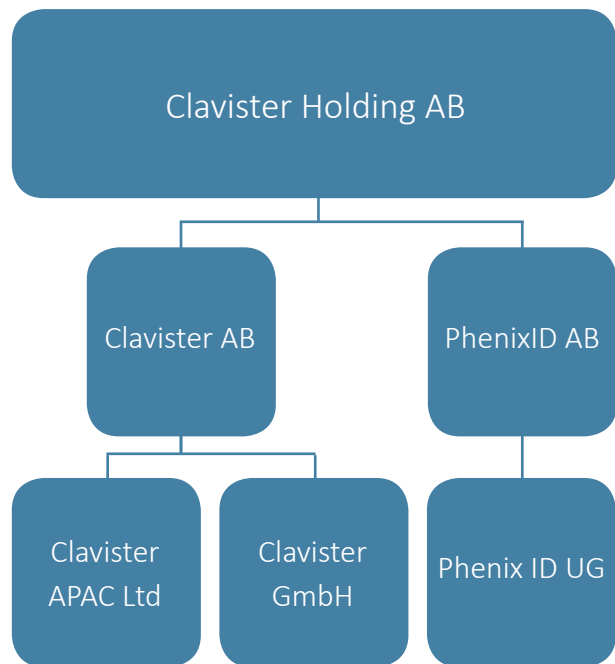 Clavister Holding AB
Clavister AB
PhenixID AB
Clavister
APAC Ltd
Clavister
GmbH
Phenix ID UG